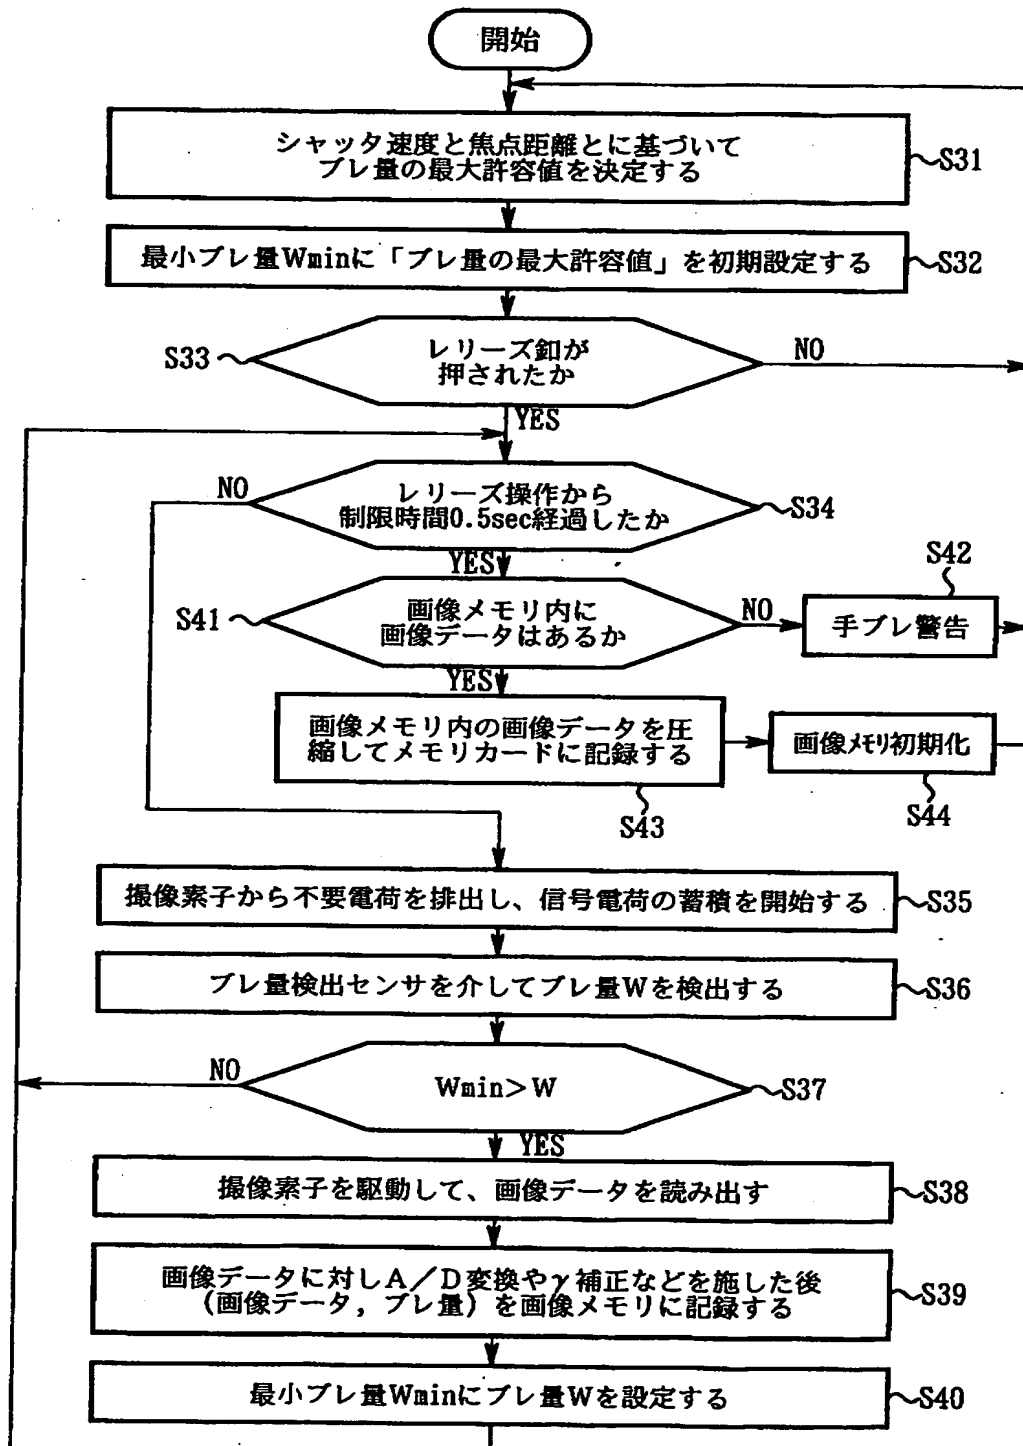 開始
シャッタ速度と焦点距離とに基づいて
ブレ量の最大許容値を決定する
S31
最小ブレ量Wminに「ブレ量の最大許容値」を初期設定する
S32
S33
レリーズ釦が
押されたか
NO
YES
NO
レリーズ操作から
制限時間0.5sec経過したか
S34
YES
S42
S41
画像メモリ内に
画像データはあるか
NO
手ブレ警告
YES
画像メモリ内の画像データを圧
縮してメモリカードに記録する
画像メモリ初期化
S43
S44
撮像素子から不要電荷を排出し、信号電荷の蓄積を開始する
S35
ブレ量検出センサを介してブレ量Wを検出する
S36
NO
Wmin>W
S37
YES
撮像素子を駆動して、画像データを読み出す
S38
画像データに対しA/D変換やγ補正などを施した後
(画像データ,ブレ量)を画像メモリに記録する
S39
最小ブレ量Wminにブレ量Wを設定する
S40